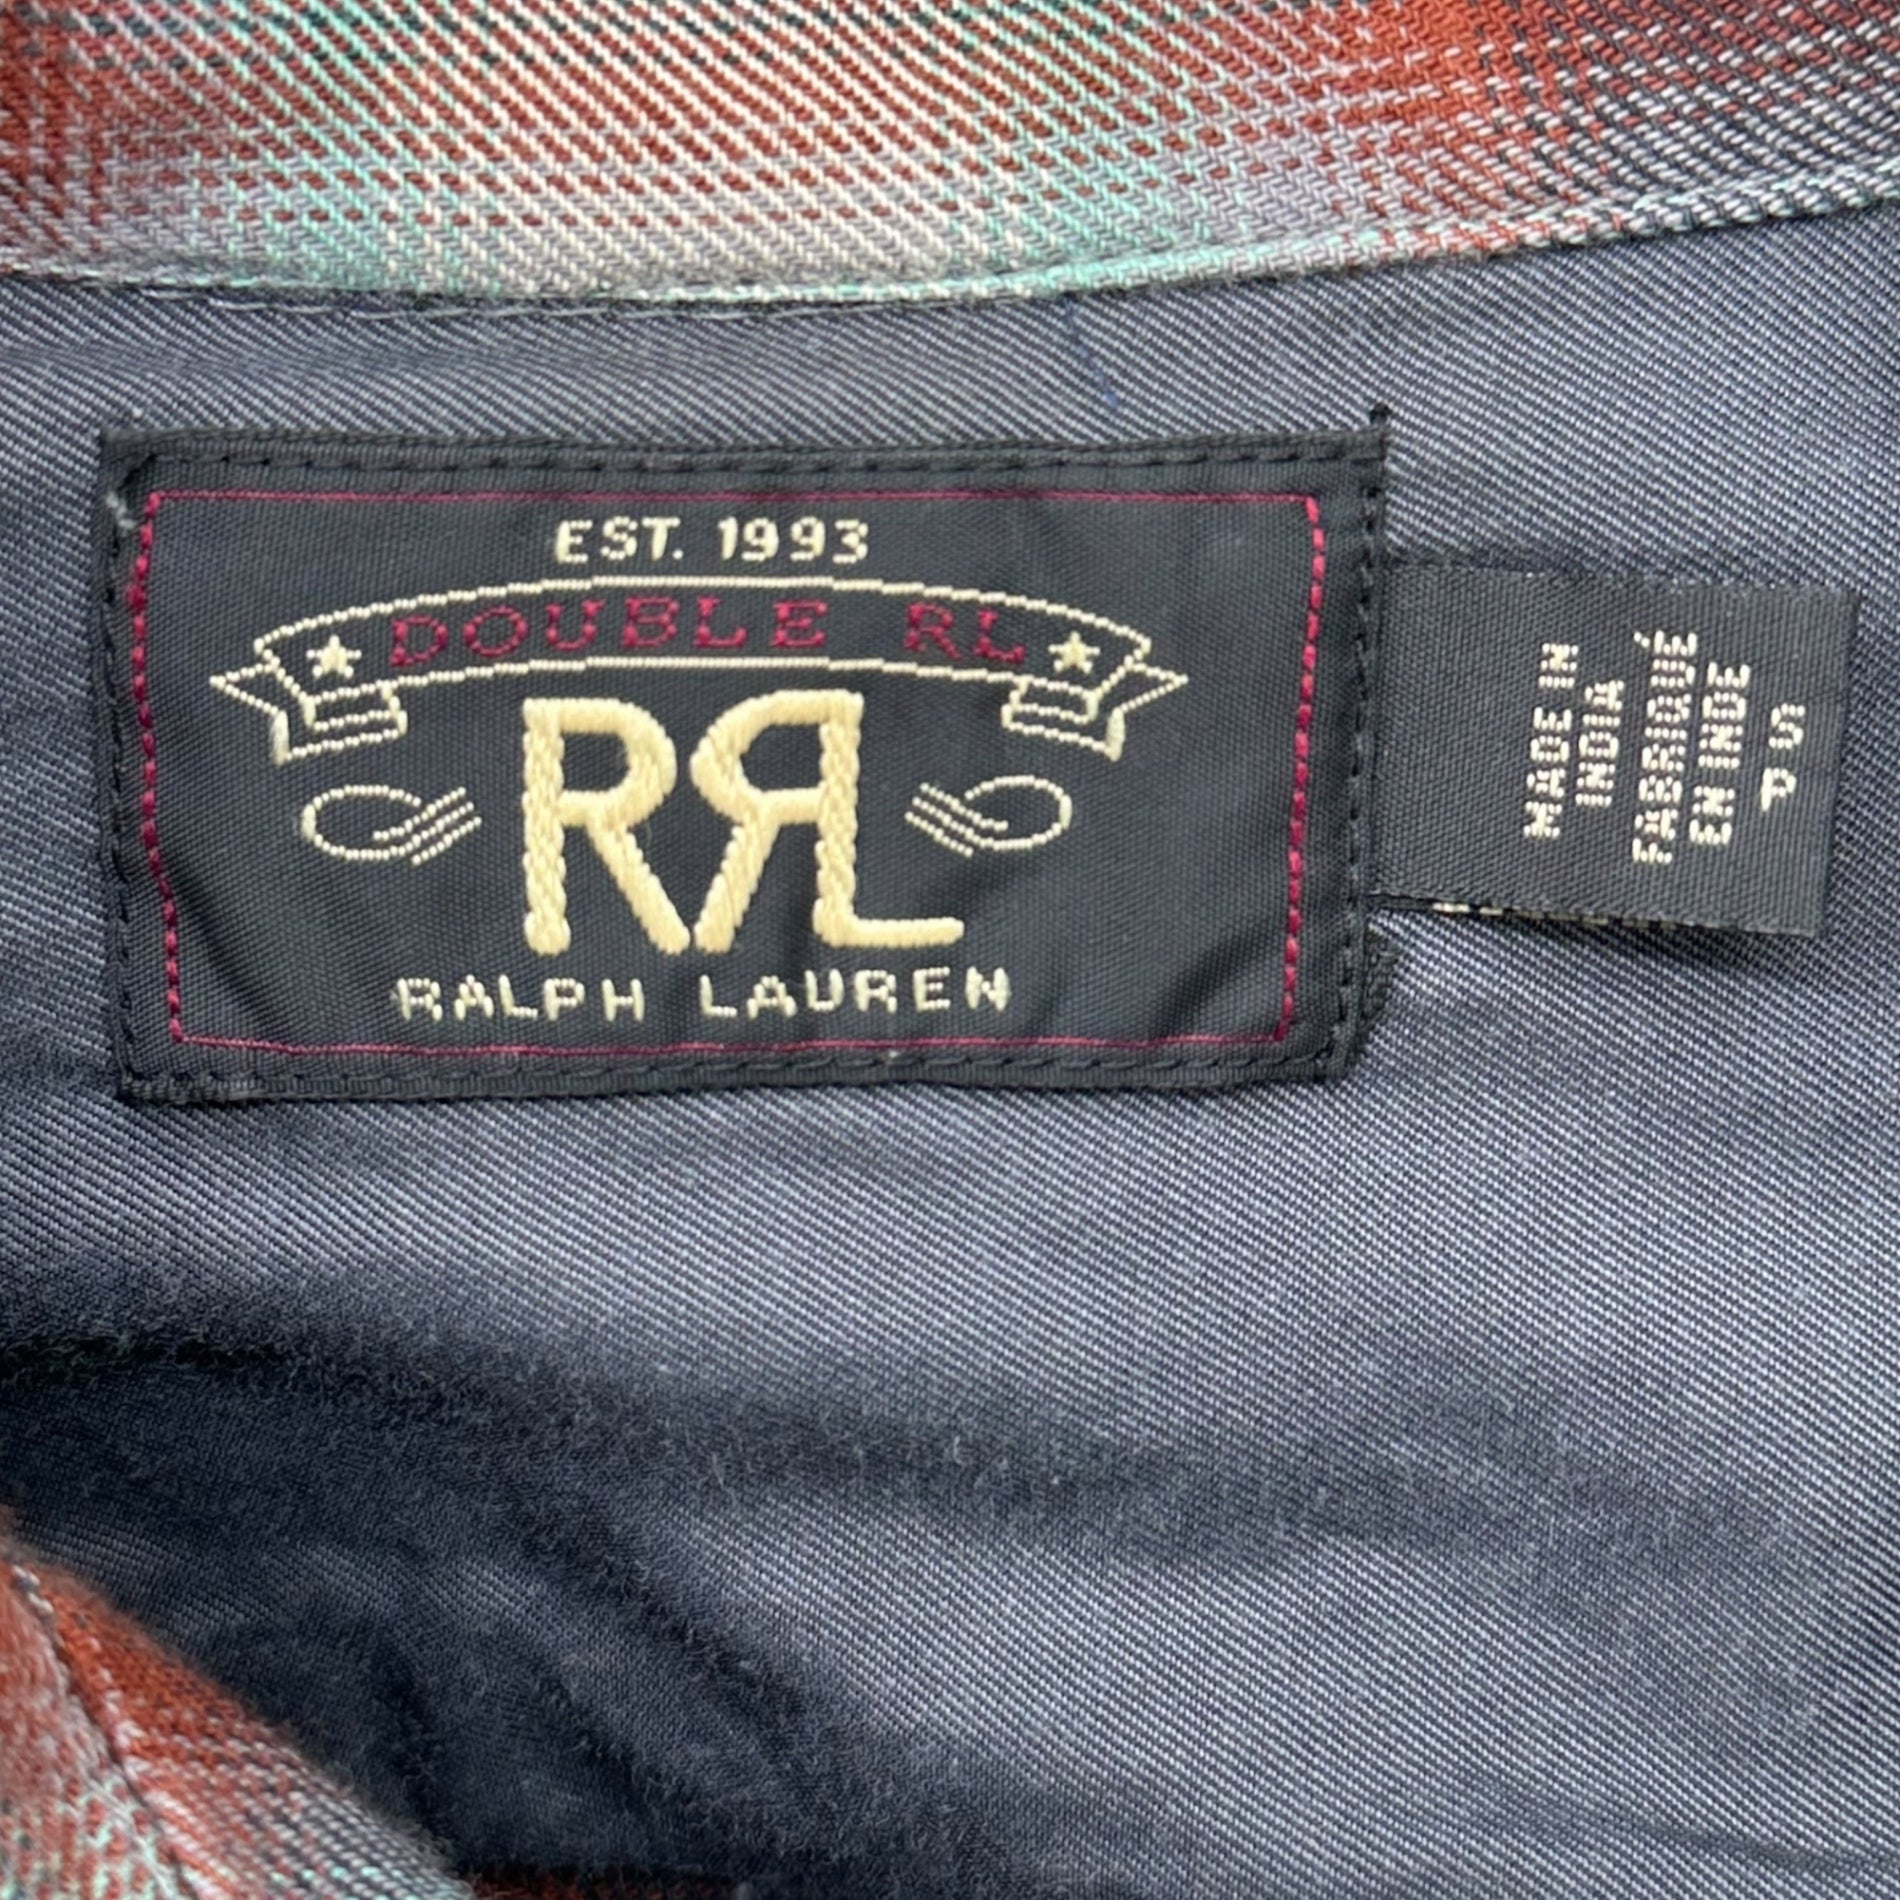 EST. 1993
DOUBLE RL
RRL
RALPH LAUREN
MADE IN
INDIA
FABRIQUÉ
EN INDE
S
P